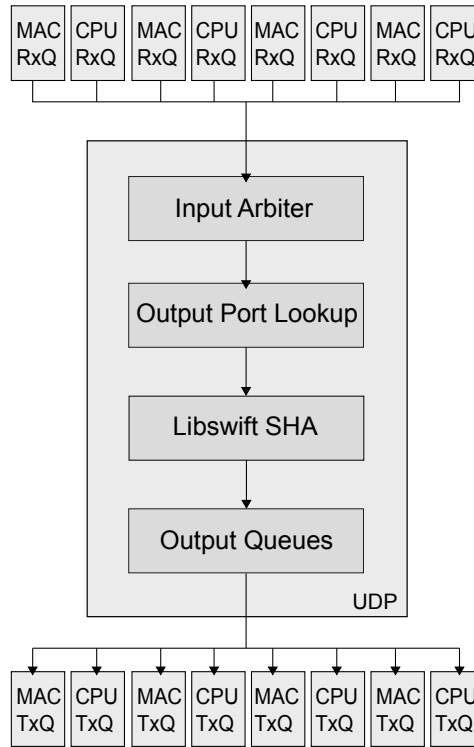 MAC CPU MAC CPU MAC CPU MAC CPU
RxQ RxQ RxQ RxQ RxQ RxQ RxQ RxQ
Input Arbiter
Output Port Lookup
Libswift SHA
Output Queues
UDP
MAC CPU MAC CPU MAC CPU MAC CPU
TxQ TxQ TxQ TxQ TxQ TxQ TxQ TxQ